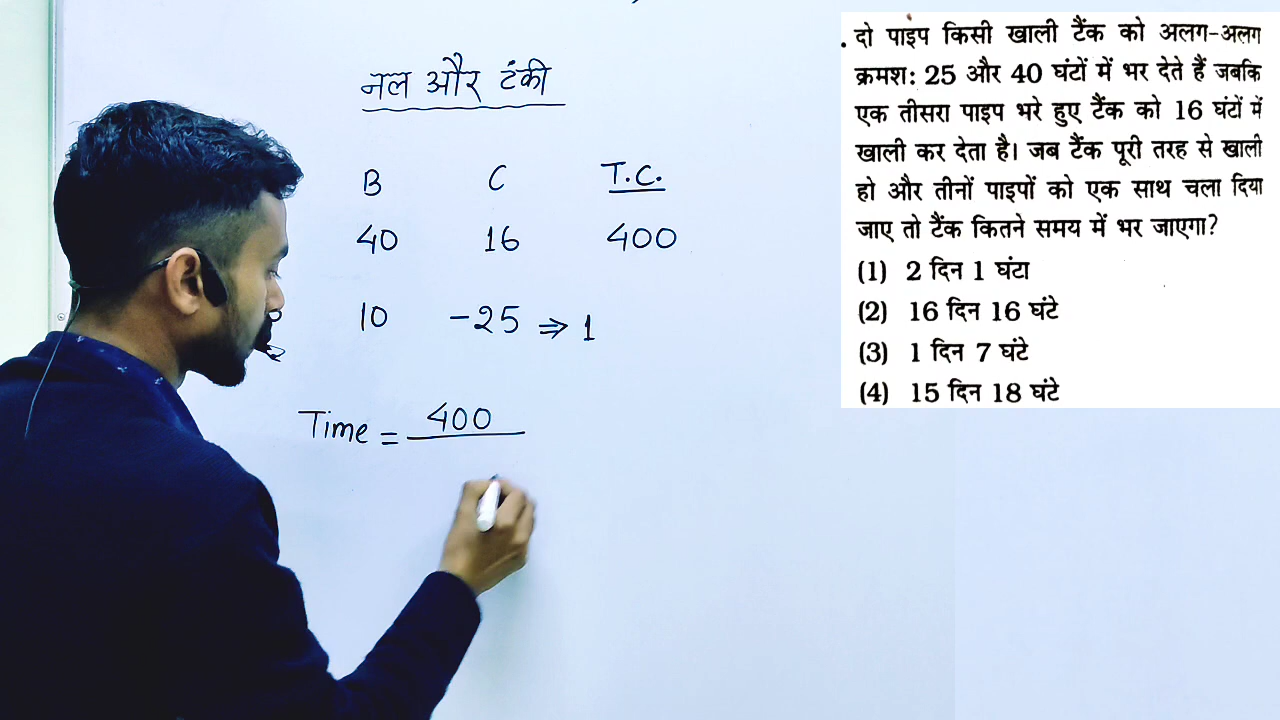 नल और टंकी
B C T.C.
40 16 400
10 -25 ⇒ 1
Time = 400
. दो पाइप किसी खाली टैंक को अलग-अलग
क्रमश: 25 और 40 घंटों में भर देते हैं जबकि
एक तीसरा पाइप भरे हुए टैंक को 16 घंटों में
खाली कर देता है। जब टैंक पूरी तरह से खाली
हो और तीनों पाइपों को एक साथ चला दिया
जाए तो टैंक कितने समय में भर जाएगा?
(1) 2 दिन 1 घंटा
(2) 16 दिन 16 घंटे
(3) 1 दिन 7 घंटे
(4) 15 दिन 18 घंटे